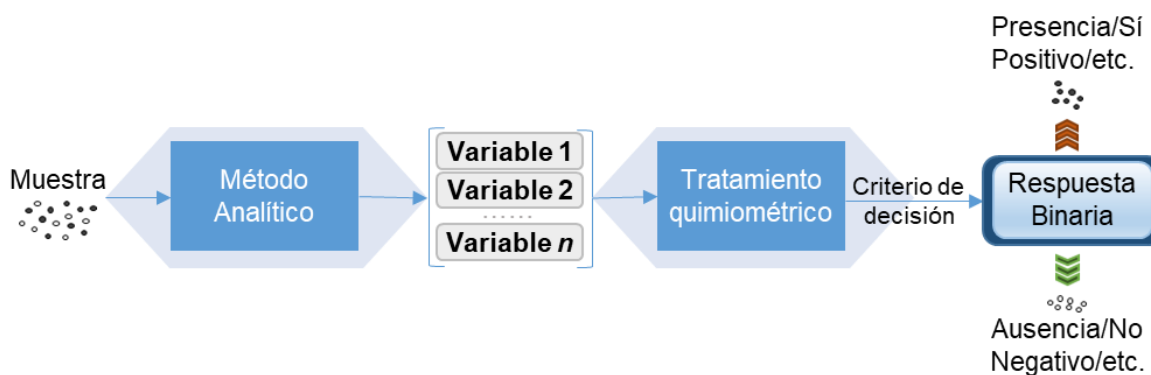 Muestra
Método
Analítico
Variable 1
Variable 2
......
Variable n
Tratamiento
quimiométrico
Criterio de
decisión
Presencia/Sí
Positivo/etc.
Respuesta
Binaria
Ausencia/No
Negativo/etc.